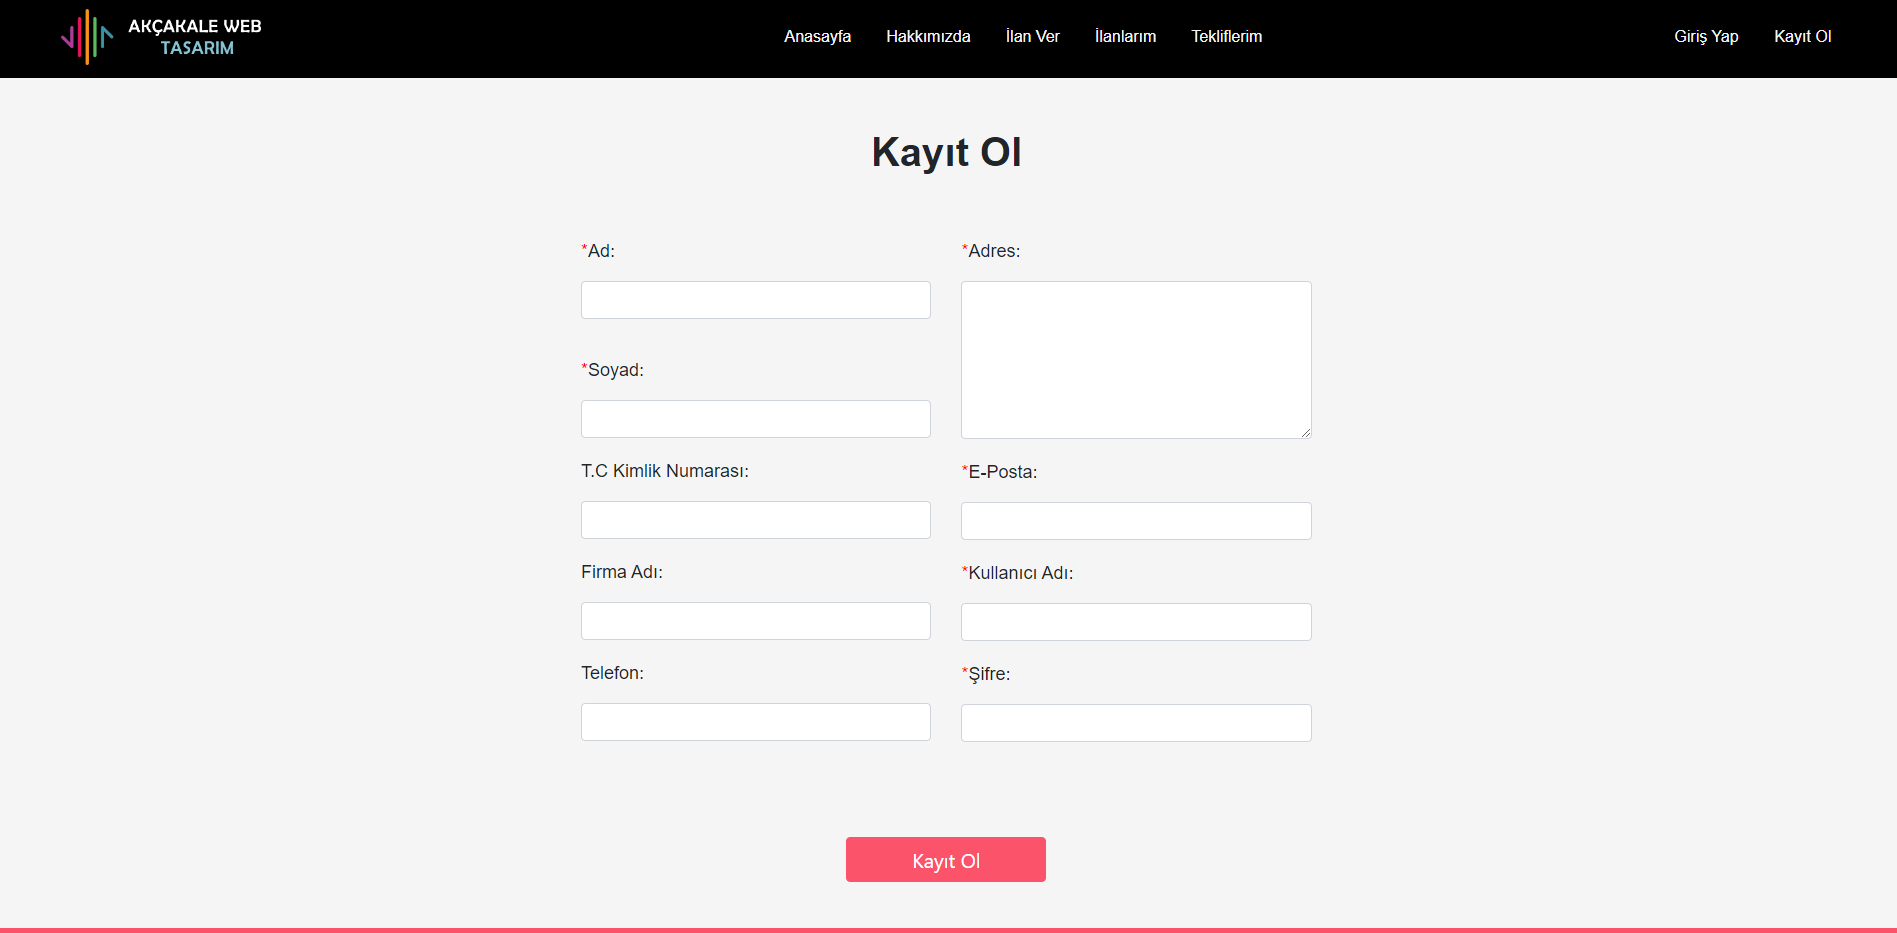 AKÇAKALE WEB
TASARIM
Anasayfa Hakkımızda İlan Ver İlanlarım Tekliflerim Giriş Yap Kayıt Ol
Kayıt Ol
*Ad:
*Soyad:
T.C Kimlik Numarası:
Firma Adı:
Telefon:
*Adres:
*E-Posta:
*Kullanıcı Adı:
*Şifre:
Kayıt Ol